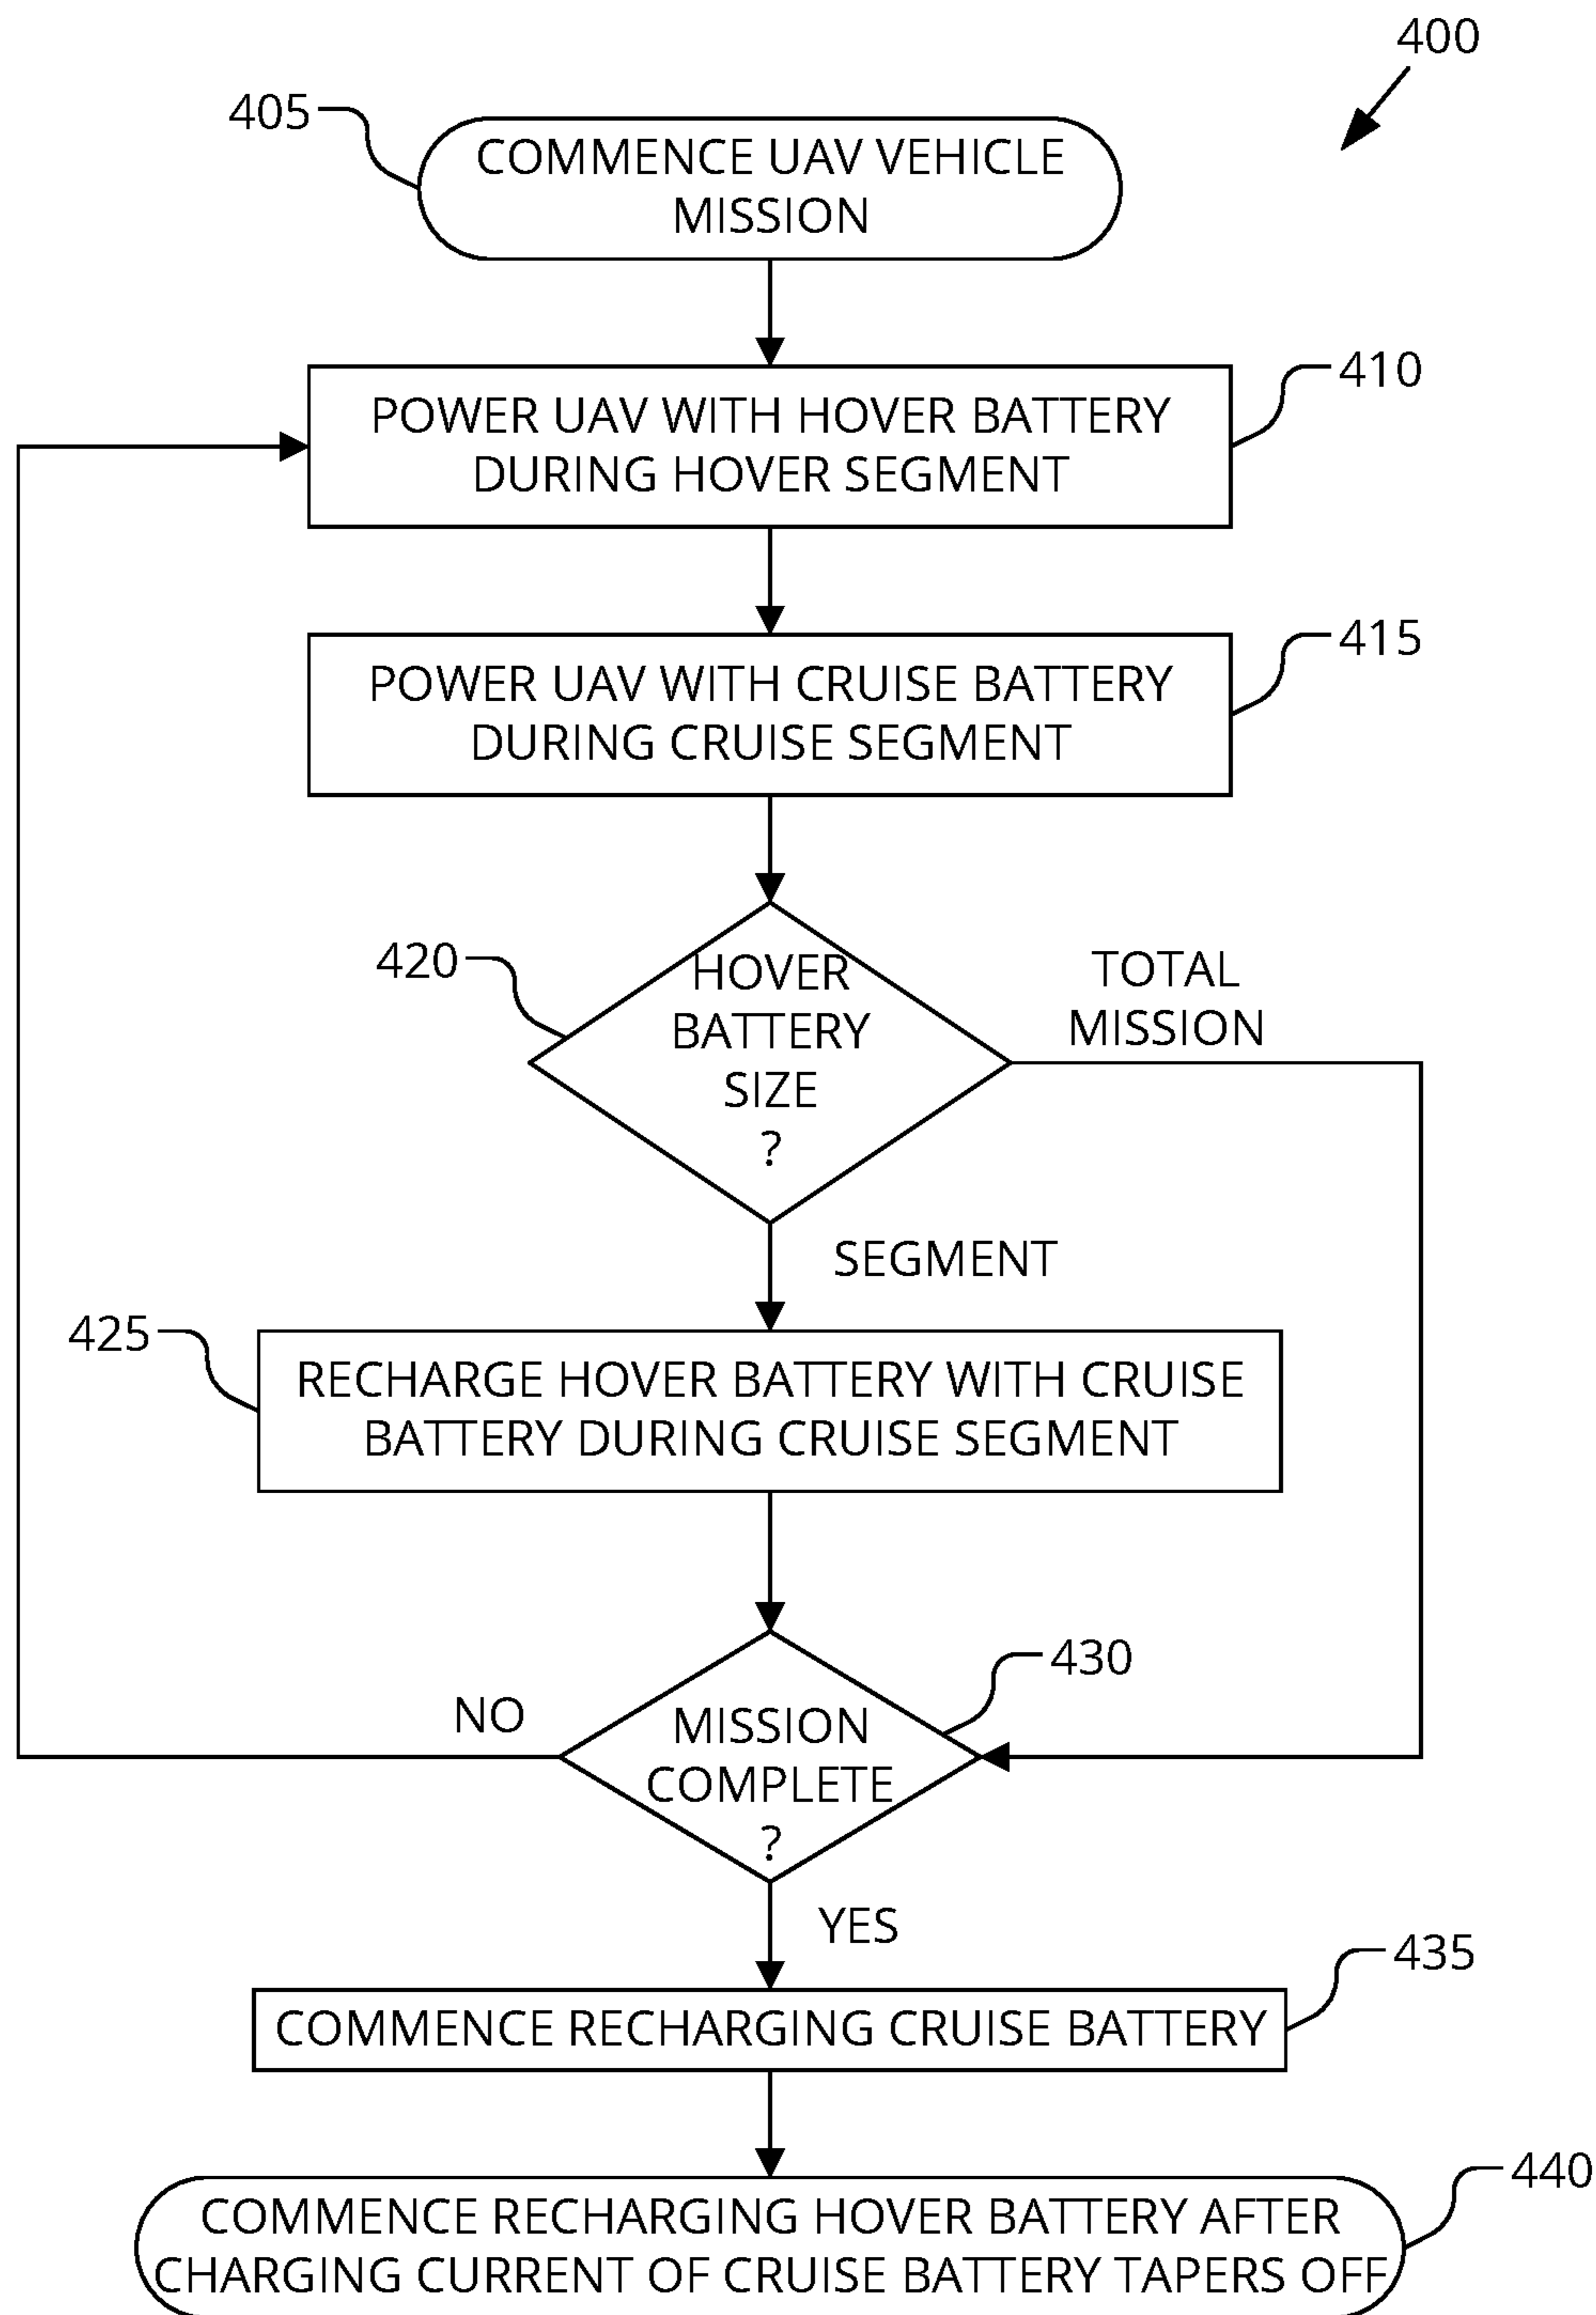 400
405
COMMENCE UAV VEHICLE
MISSION
410
POWER UAV WITH HOVER BATTERY
DURING HOVER SEGMENT
415
POWER UAV WITH CRUISE BATTERY
DURING CRUISE SEGMENT
420
HOVER
BATTERY
SIZE
?
TOTAL
MISSION
SEGMENT
425
RECHARGE HOVER BATTERY WITH CRUISE
BATTERY DURING CRUISE SEGMENT
430
NO
MISSION
COMPLETE
?
YES
435
COMMENCE RECHARGING CRUISE BATTERY
440
COMMENCE RECHARGING HOVER BATTERY AFTER
CHARGING CURRENT OF CRUISE BATTERY TAPERS OFF